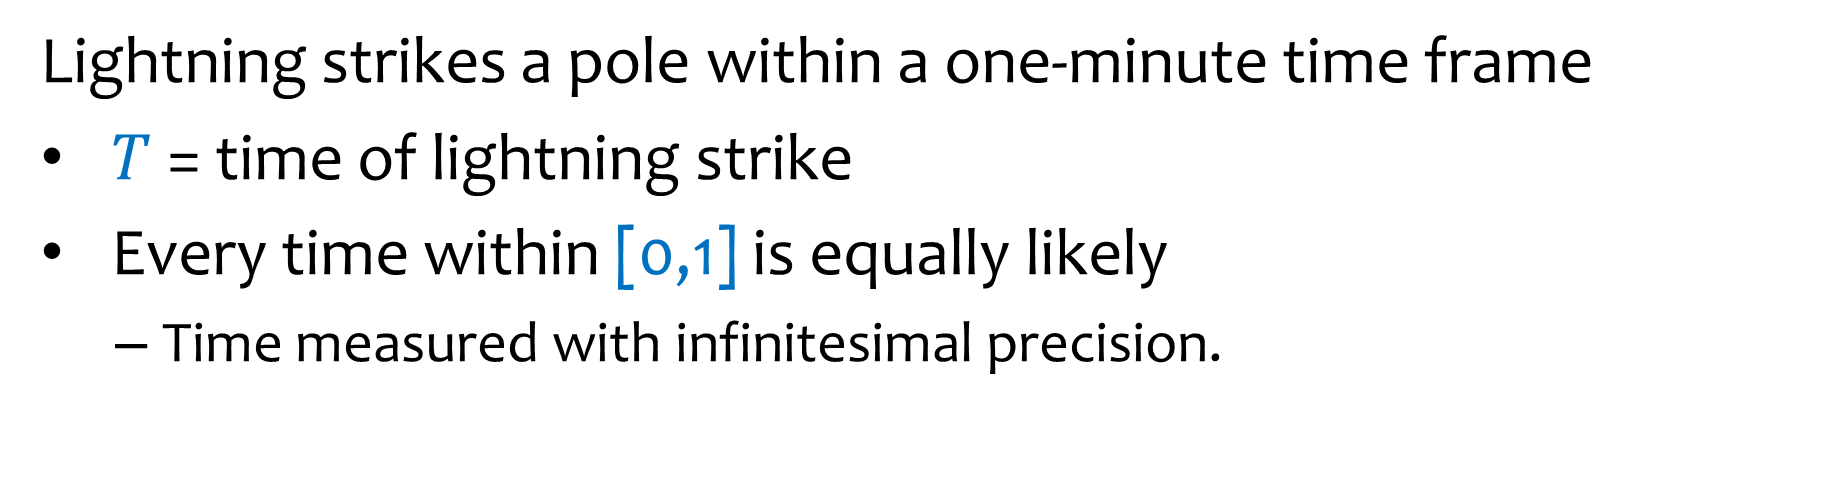 Lightning strikes a pole within a one-minute time frame
• T = time of lightning strike
• Every time within [0,1] is equally likely
– Time measured with infinitesimal precision.